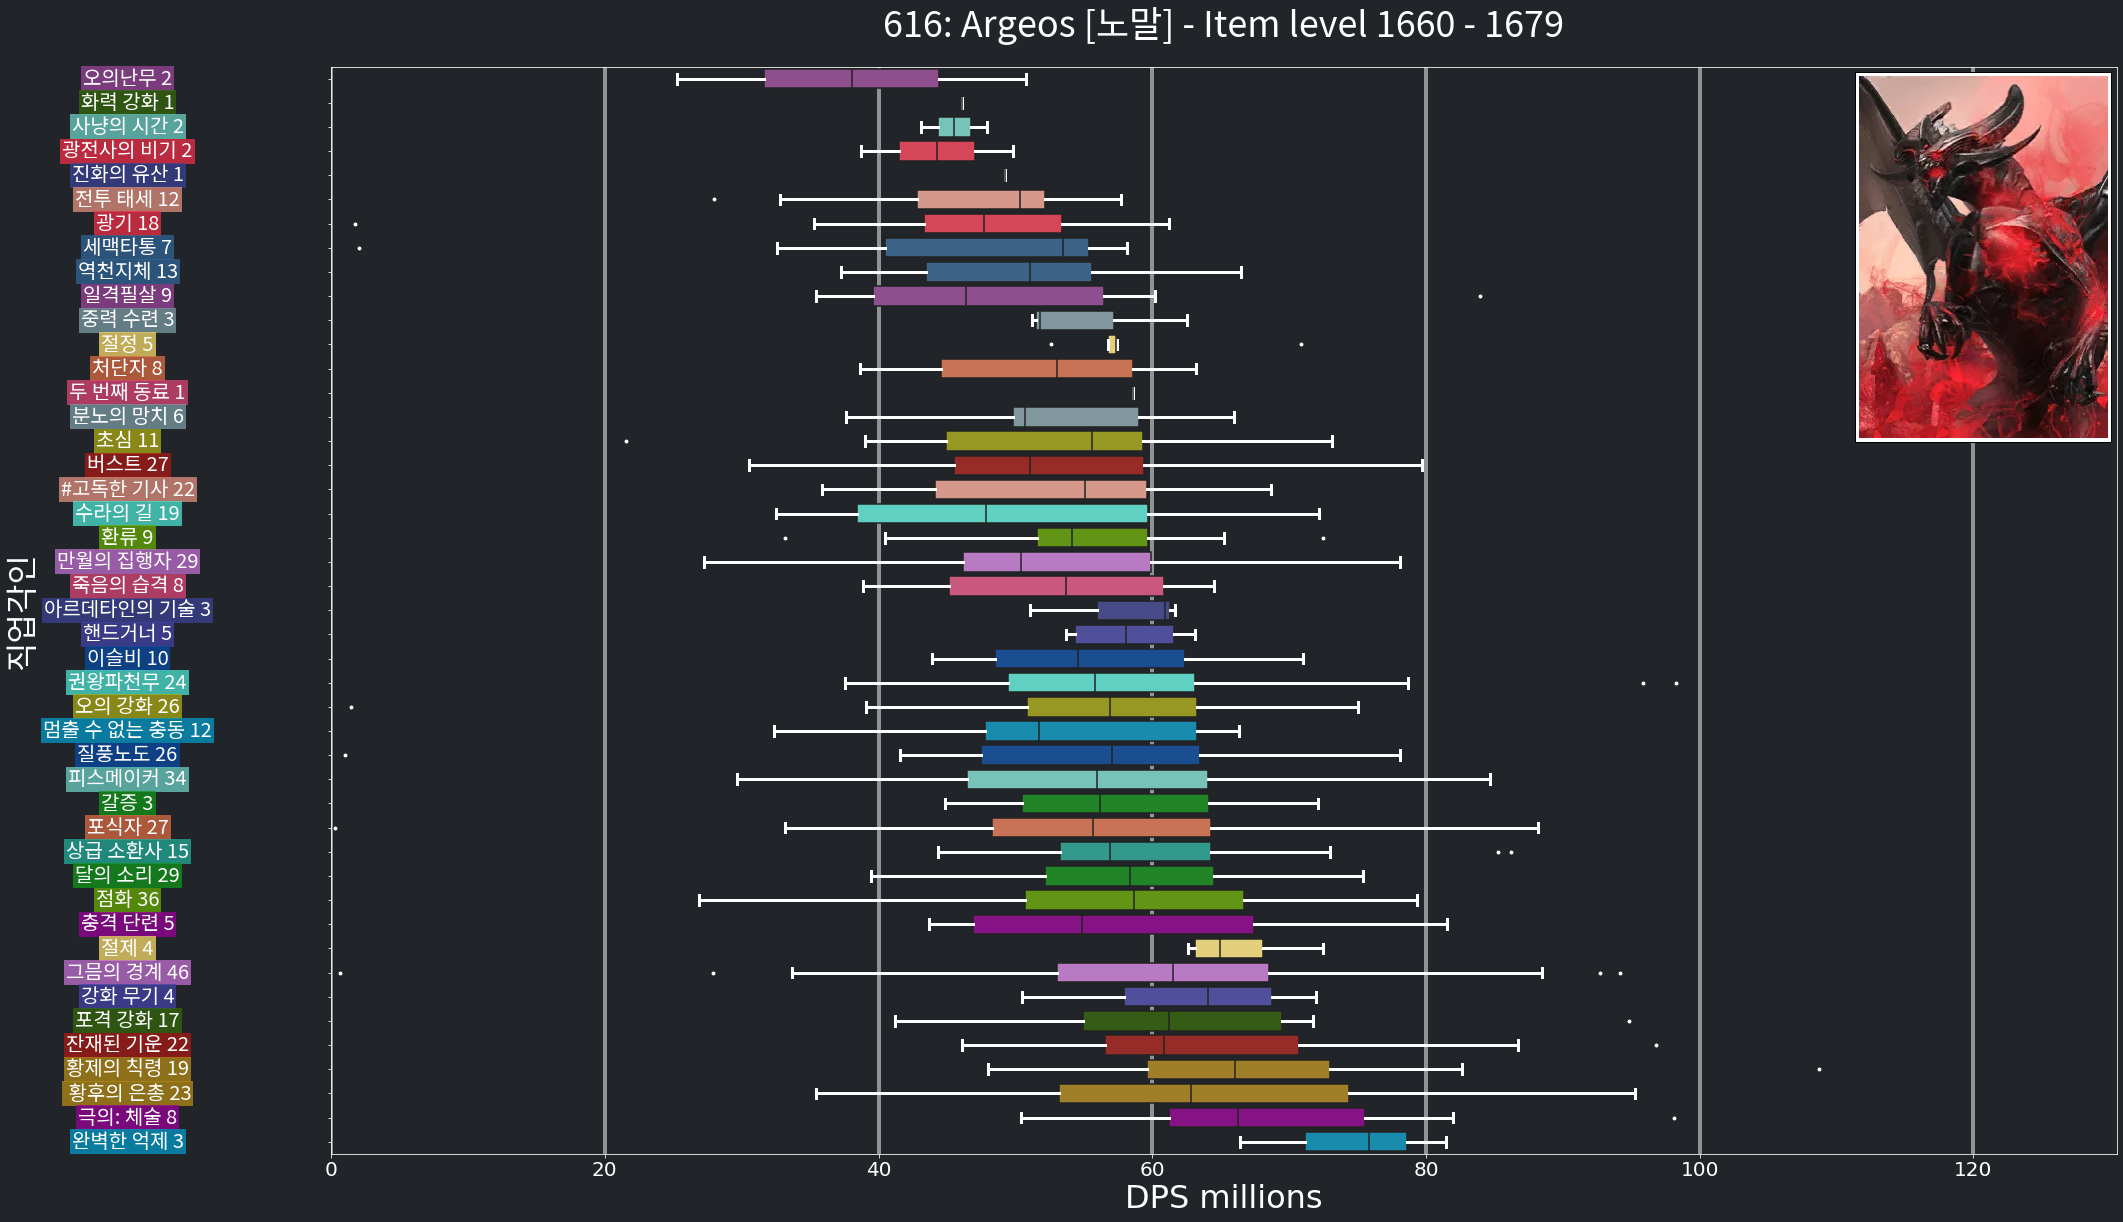 616: Argeos [노말] - Item level 1660 - 1679
직업각인
오의난무 2
화력 강화 1
사냥의 시간 2
광전사의 비기 2
진화의 유산 1
전투 태세 12
광기 18
세맥타통 7
역천지체 13
일격필살 9
중력 수련 3
절정 5
처단자 8
두 번째 동료 1
분노의 망치 6
초심 11
버스트 27
#고독한 기사 22
수라의 길 19
환류 9
만월의 집행자 29
죽음의 습격 8
아르데타인의 기술 3
핸드거너 5
이슬비 10
권왕파천무 24
오의 강화 26
멈출 수 없는 충동 12
질풍노도 26
피스메이커 34
갈증 3
포식자 27
상급 소환사 15
달의 소리 29
점화 36
충격 단련 5
절제 4
그믐의 경계 46
강화 무기 4
포격 강화 17
잔재된 기운 22
황제의 칙령 19
황후의 은총 23
극의: 체술 8
완벽한 억제 3
0 20 40 60 80 100 120
DPS millions